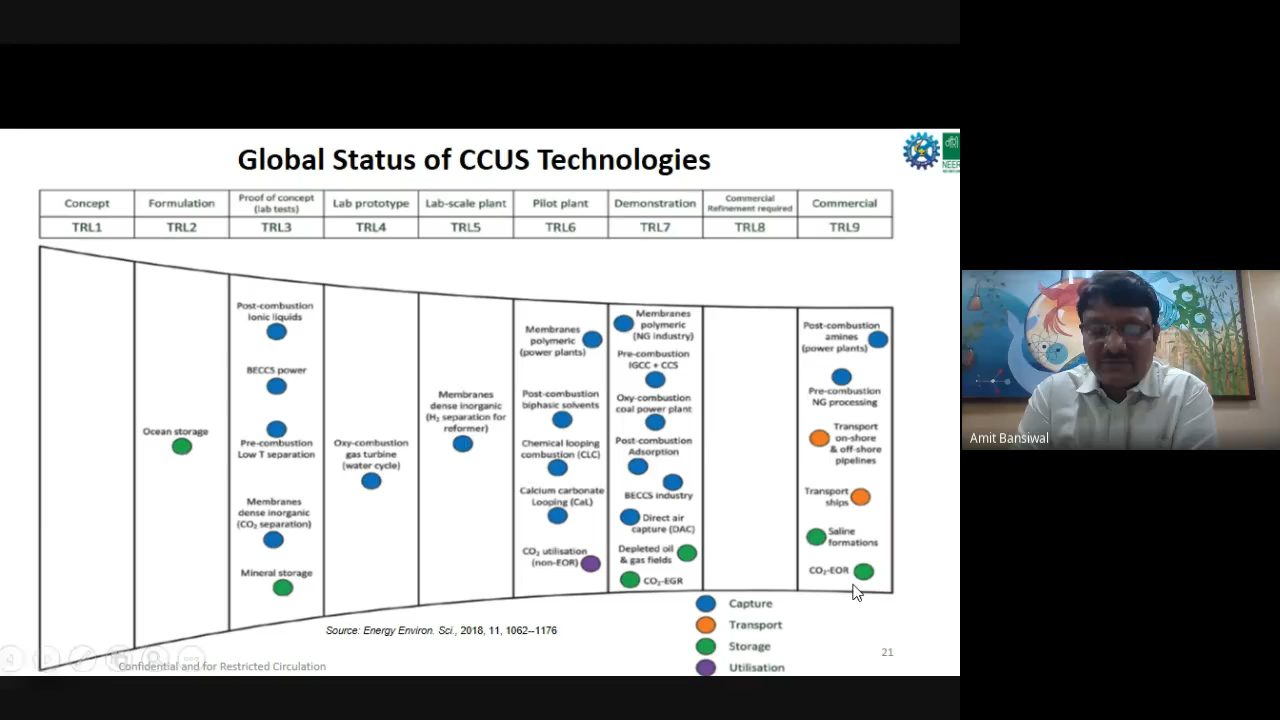 Global Status of CCUS Technologies
Concept
Formulation
Proof of concept
(lab tests)
Lab prototype
Lab-scale plant
Pilot plant
Demonstration
Commercial
Refinement required
Commercial
TRL1
TRL2
TRL3
TRL4
TRL5
TRL6
TRL7
TRL8
TRL9
Ocean storage
Post-combustion
Ionic liquids
BECCS power
Pre-combustion
Low T separation
Membranes
dense inorganic
(CO₂ separation)
Mineral storage
Oxy-combustion
gas turbine
(water cycle)
Membranes
dense inorganic
(H₂ separation for
reformer)
Membranes
polymeric
(power plants)
Post-combustion
biphasic solvents
Chemical looping
combustion (CLC)
Calcium carbonate
Looping (CaL)
CO₂ utilisation
(non-EOR)
Membranes
polymeric
(NG industry)
Pre-combustion
IGCC + CCS
Oxy-combustion
coal power plant
Post-combustion
Adsorption
BECCS industry
Direct air
capture (DAC)
Depleted oil
& gas fields
CO₂-EGR
Post-combustion
amines
(power plants)
Pre-combustion
NG processing
Transport
on-shore
& off-shore
pipelines
Transport
ships
Saline
formations
CO₂-EOR
Capture
Transport
Storage
Utilisation
Source: Energy Environ. Sci., 2018, 11, 1062--1176
Confidential and for Restricted Circulation
21
Amit Bansiwal